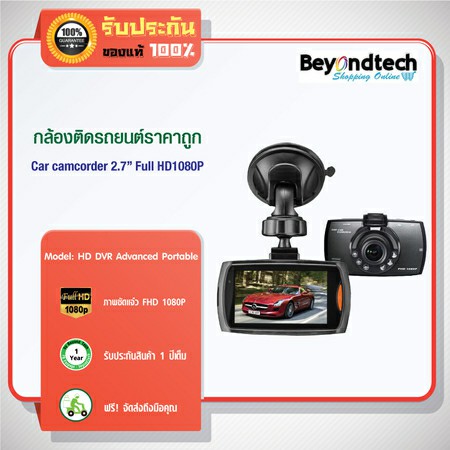 100%
GUARANTEE
รับประกัน
ของแท้ 100%
Beyondtech
Shopping Online
กล้องติดรถยนต์ราคาถูก
Car camcorder 2.7” Full HD1080P
Model: HD DVR Advanced Portable
Full HD
1080p
ภาพชัดแจ๋ว FHD 1080P
1
Year
รับประกันสินค้า 1 ปีเต็ม
ฟรี! จัดส่งถึงมือคุณ